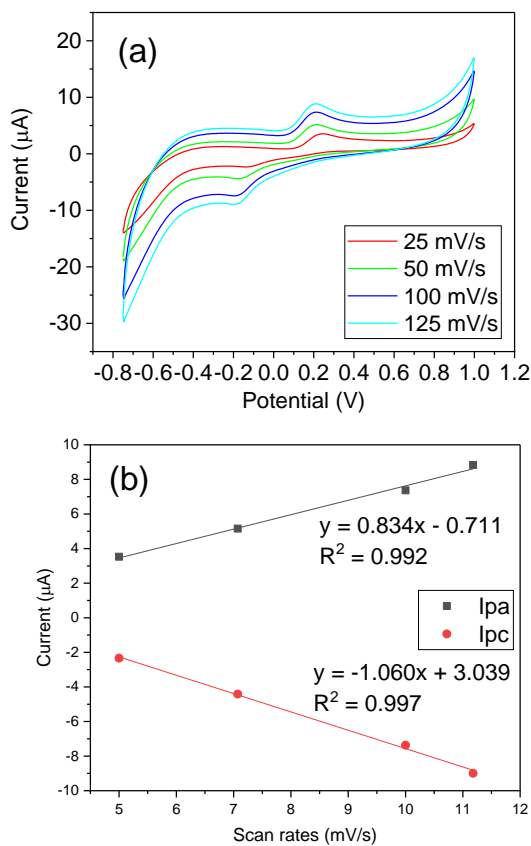 (a)
20
10
0
-10
-20
-30
Current (μA)
25 mV/s
50 mV/s
100 mV/s
125 mV/s
-0.8 -0.6 -0.4 -0.2 0.0 0.2 0.4 0.6 0.8 1.0 1.2
Potential (V)
(b)
10
8
6
4
2
0
-2
-4
-6
-8
-10
Current (μA)
y = 0.834x - 0.711
R² = 0.992
Ipa
Ipc
y = -1.060x + 3.039
R² = 0.997
5 6 7 8 9 10 11 12
Scan rates (mV/s)